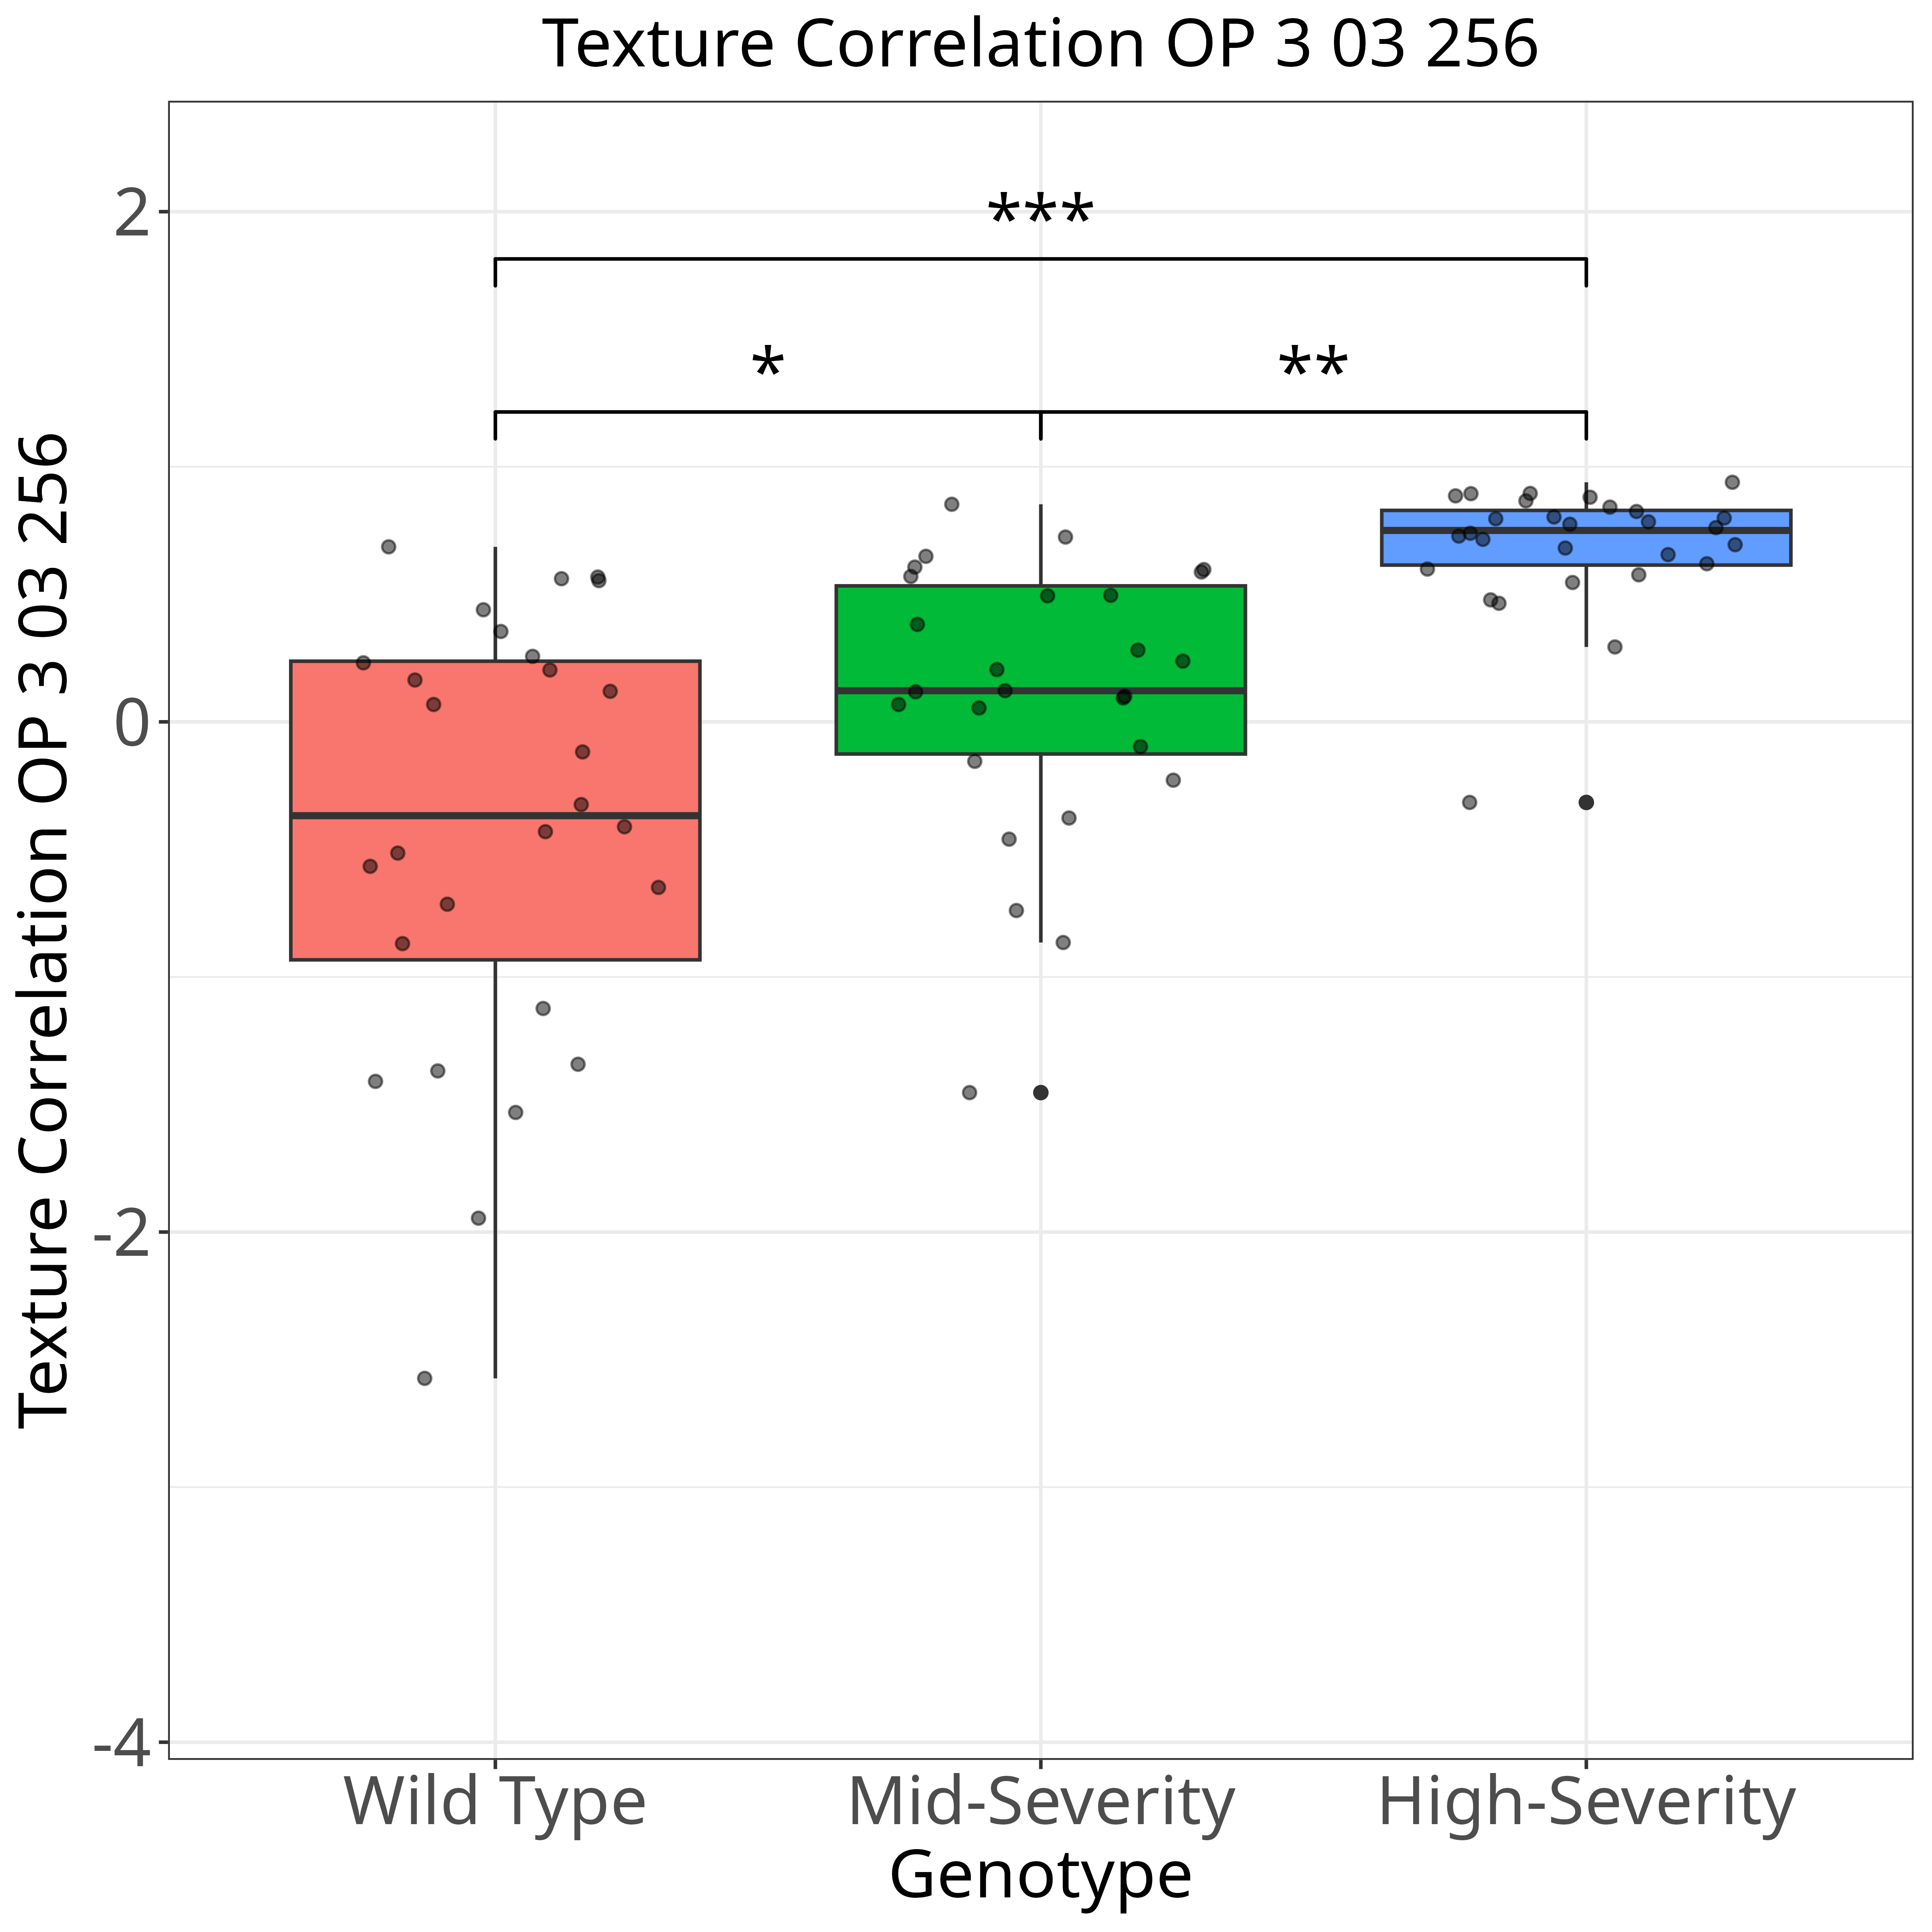 Texture Correlation OP 3 03 256
Texture Correlation OP 3 03 256
2
0
-2
-4
***
*
**
Wild Type
Mid-Severity
High-Severity
Genotype